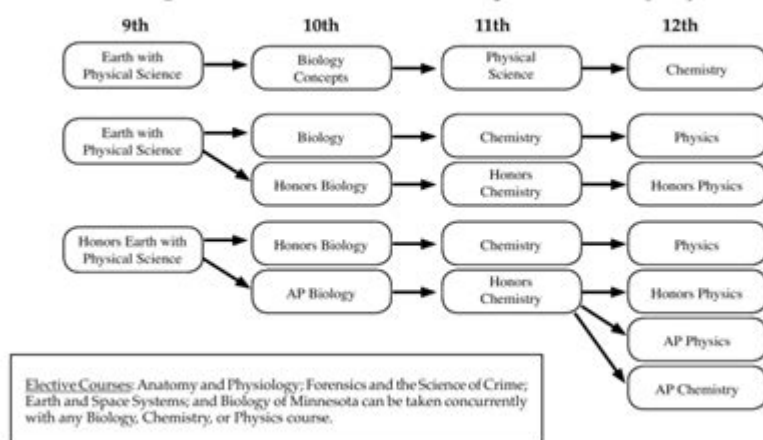 9th 10th 11th 12th
Earth with
Physical Science
Biology
Concepts
Physical
Science
Chemistry
Earth with
Physical Science
Biology
Chemistry
Physics
Honors Biology
Honors
Chemistry
Honors Physics
Honors Earth with
Physical Science
Honors Biology
Chemistry
Physics
AP Biology
Honors
Chemistry
Honors Physics
AP Physics
AP Chemistry
Elective Courses: Anatomy and Physiology; Forensics and the Science of Crime;
Earth and Space Systems; and Biology of Minnesota can be taken concurrently
with any Biology, Chemistry, or Physics course.